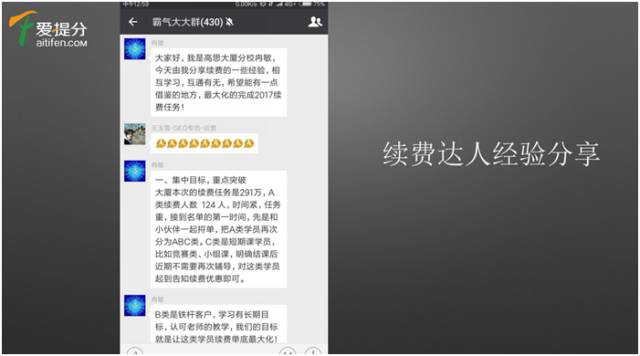 爱提分
aitifen.COM
中午12:53
0.00K/s
4G+
75%
霸气大大群(430)
冉敏
大家好，我是高思大厦分校冉敏，
今天由我分享续费的一些经验，相
互学习，互通有无，希望能有一点
借鉴的地方，最大化的完成2017续
费任务！
冉敏
一、集中目标，重点突破
大厦本次的续费任务是291万，A
类续费人数 124 人，时间紧，任务
重，接到名单的第一时间，先是和
小伙伴一起捋单，把A类学员再次
分为ABC类，C类是短期课学员，
比如竞赛类、小组课，明确结课后
近期不需要再次辅导，对这类学员
起到告知续费优惠即可。
冉敏
B类是铁杆客户，学习有长期目
标，认可老师的教学，我们的目标
就是让这类学员续费单底最大化！
续费达人经验分享